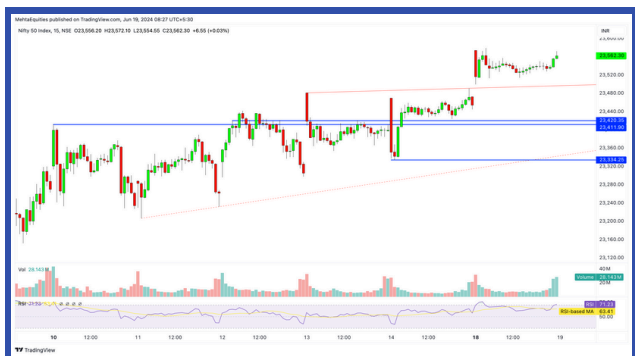 MehtaEquities published on TradingView.com, Jun 19, 2024 08:27 UTC+5:30
Nifty 50 Index, 15, NSE O23,556.20 H23,572.10 L23,554.55 C23,562.30 +6.55 (+0.03%)
INR
23,600.00
23,562.30
23,520.00
23,480.00
23,440.00
23,420.35
23,411.90
23,360.00
23,334.25
23,320.00
23,280.00
23,240.00
23,200.00
23,160.00
23,120.00
Vol 28.143M
40M
Volume 28.143M
20M
RSI 71.23
RSI-based MA 63.41
50.00
10 12:00 11 12:00 12 12:00 13 12:00 14 12:00 18 12:00 19
TradingView